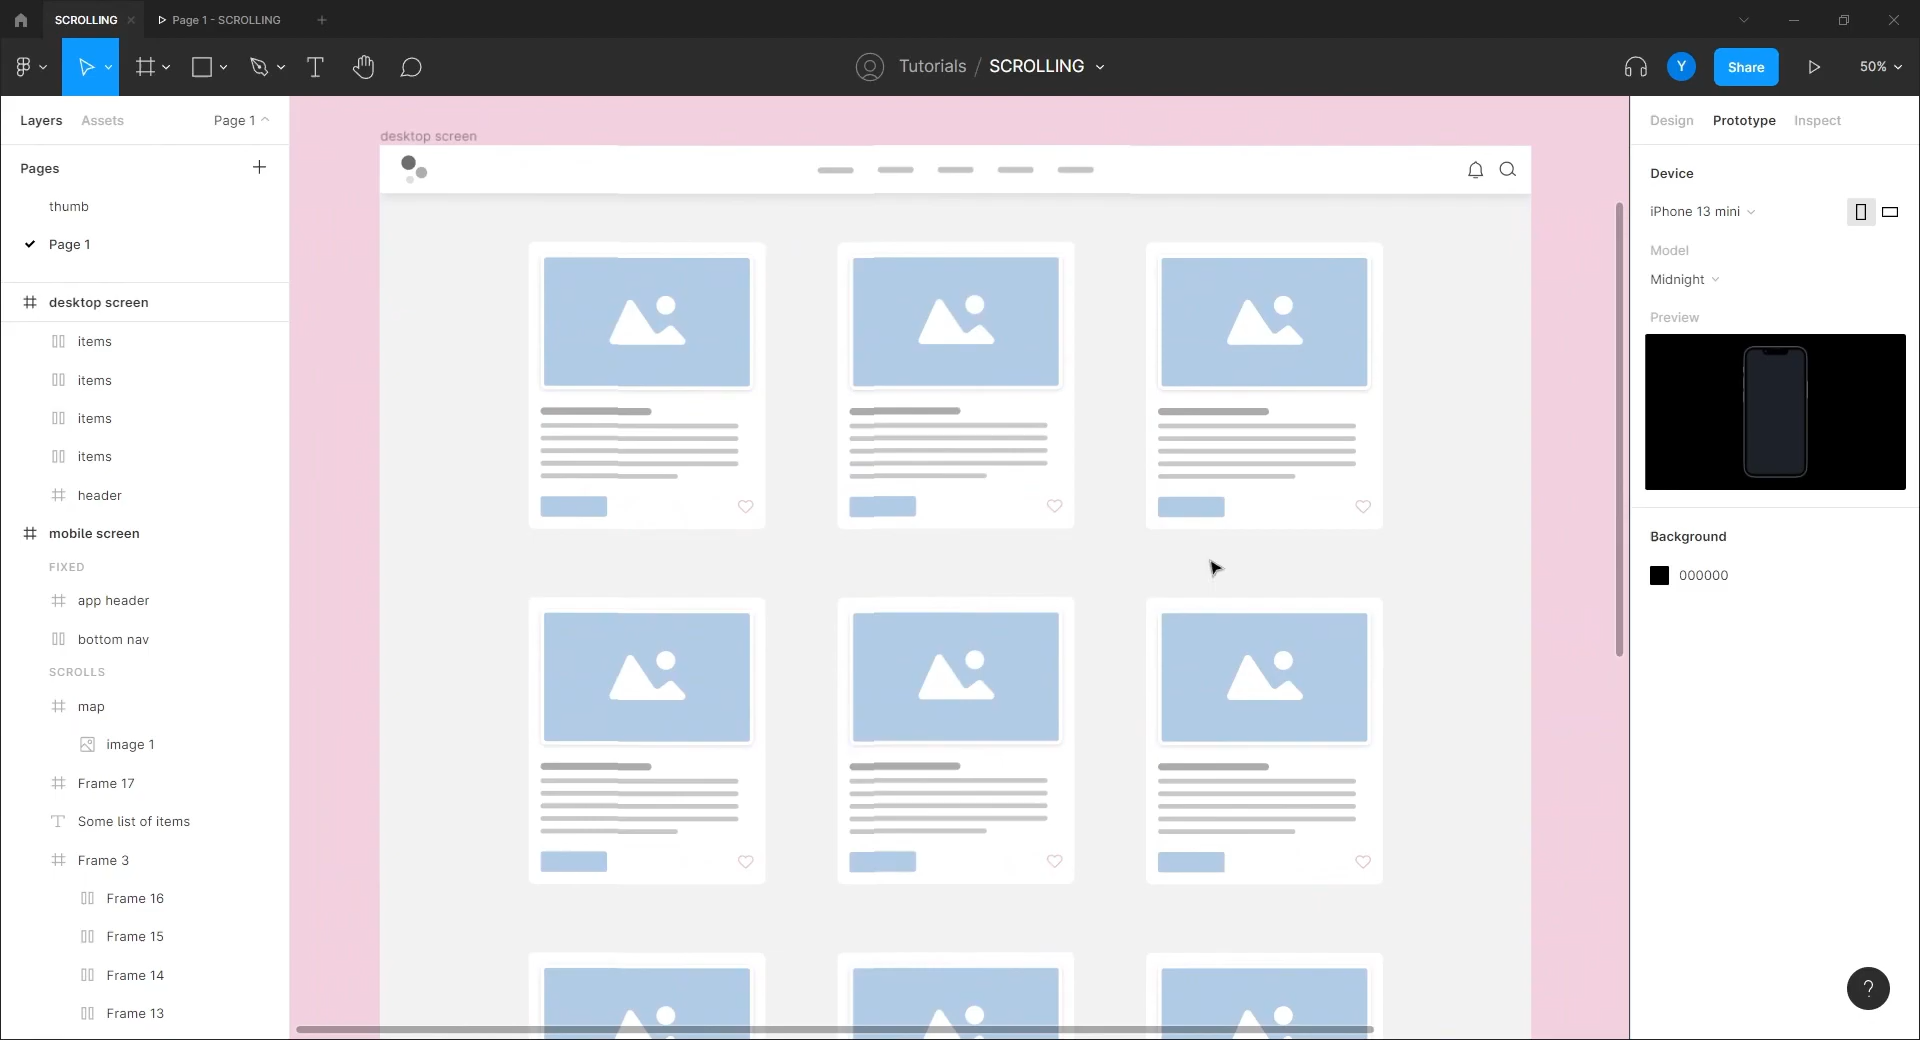 SCROLLING
Page 1 - SCROLLING
Tutorials / SCROLLING
Y
Share
50%
Layers
Assets
Page 1
Pages
thumb
Page 1
desktop screen
items
items
items
items
header
mobile screen
FIXED
app header
bottom nav
SCROLLS
map
image 1
Frame 17
Some list of items
Frame 3
Frame 16
Frame 15
Frame 14
Frame 13
desktop screen
Design
Prototype
Inspect
Device
iPhone 13 mini
Model
Midnight
Preview
Background
000000
?